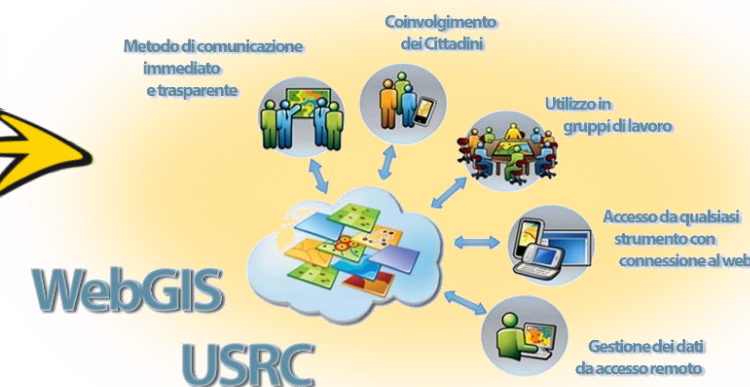 Coinvolgimento
dei Cittadini
Metodo di comunicazione
immediato
e trasparente
Utilizzo in
gruppi di lavoro
Accesso da qualsiasi
strumento con
connessione al web
WebGIS
USRC
Gestione dei dati
da accesso remoto